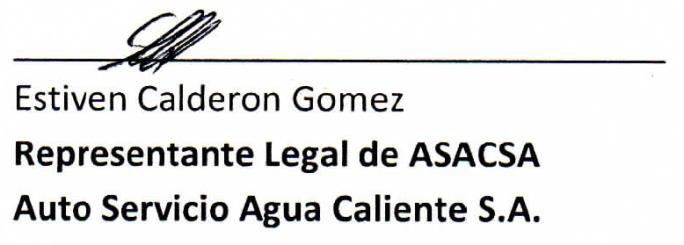 Estiven Calderon Gomez
Representante Legal de ASACSA
Auto Servicio Agua Caliente S.A.